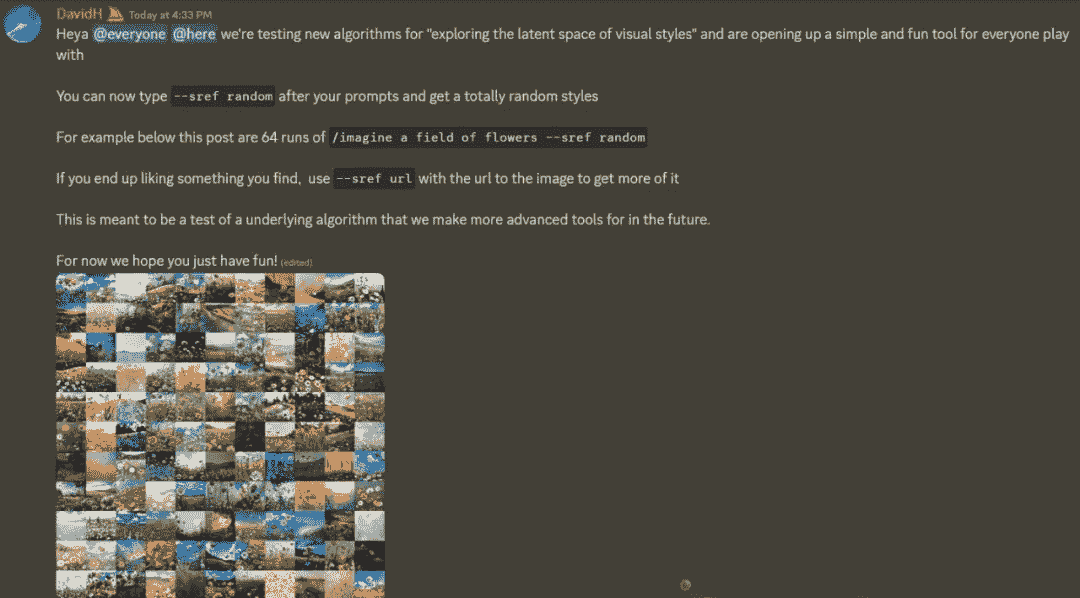 DavidH Today at 4:33 PM
Heya @everyone @here we're testing new algorithms for "exploring the latent space of visual styles" and are opening up a simple and fun tool for everyone play
with
You can now type --sref random after your prompts and get a totally random styles
For example below this post are 64 runs of /imagine a field of flowers --sref random
If you end up liking something you find, use --sref url with the url to the image to get more of it
This is meant to be a test of a underlying algorithm that we make more advanced tools for in the future.
For now we hope you just have fun! (edited)